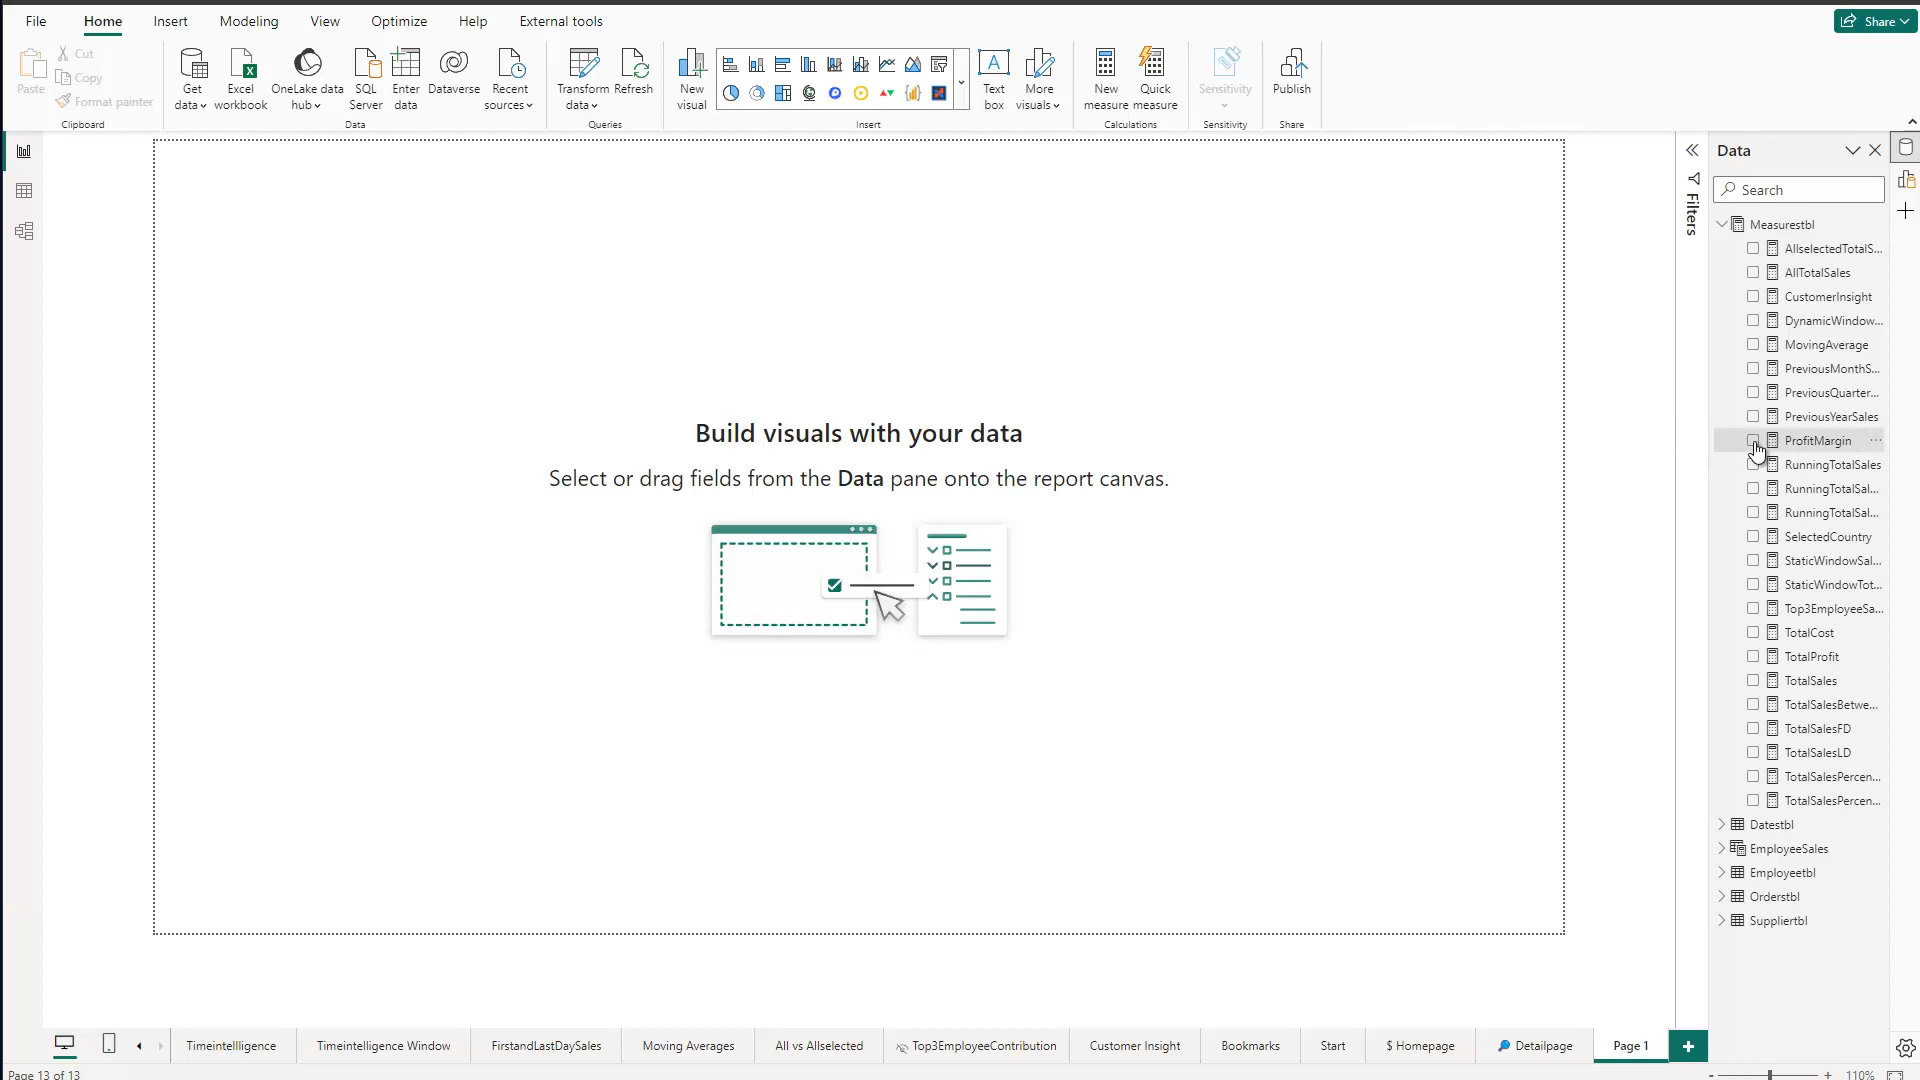 File Home Insert Modeling View Optimize Help External tools
Share
Paste
Cut
Copy
Format painter
Clipboard
Get data
Excel workbook
OneLake data hub
SQL Server
Enter data
Dataverse
Recent sources
Data
Transform data
Refresh
Queries
New visual
Text box
More visuals
Insert
New measure
Quick measure
Calculations
Sensitivity
Sensitivity
Publish
Share
Build visuals with your data
Select or drag fields from the Data pane onto the report canvas.
Filters
Data
Search
Measurestbl
AllselectedTotalS...
AllTotalSales
CustomerInsight
DynamicWindow...
MovingAverage
PreviousMonthS...
PreviousQuarter...
PreviousYearSales
ProfitMargin ...
RunningTotalSales
RunningTotalSal...
RunningTotalSal...
SelectedCountry
StaticWindowSal...
StaticWindowTot...
Top3EmployeeSa...
TotalCost
TotalProfit
TotalSales
TotalSalesBetwe...
TotalSalesFD
TotalSalesLD
TotalSalesPercen...
TotalSalesPercen...
Datestbl
EmployeeSales
Employeetbl
Orderstbl
Suppliertbl
Timeintellligence Timeintelligence Window FirstandLastDaySales Moving Averages All vs Allselected Top3EmployeeContribution Customer Insight Bookmarks Start $ Homepage Detailpage Page 1 +
Page 13 of 13
- + 110%